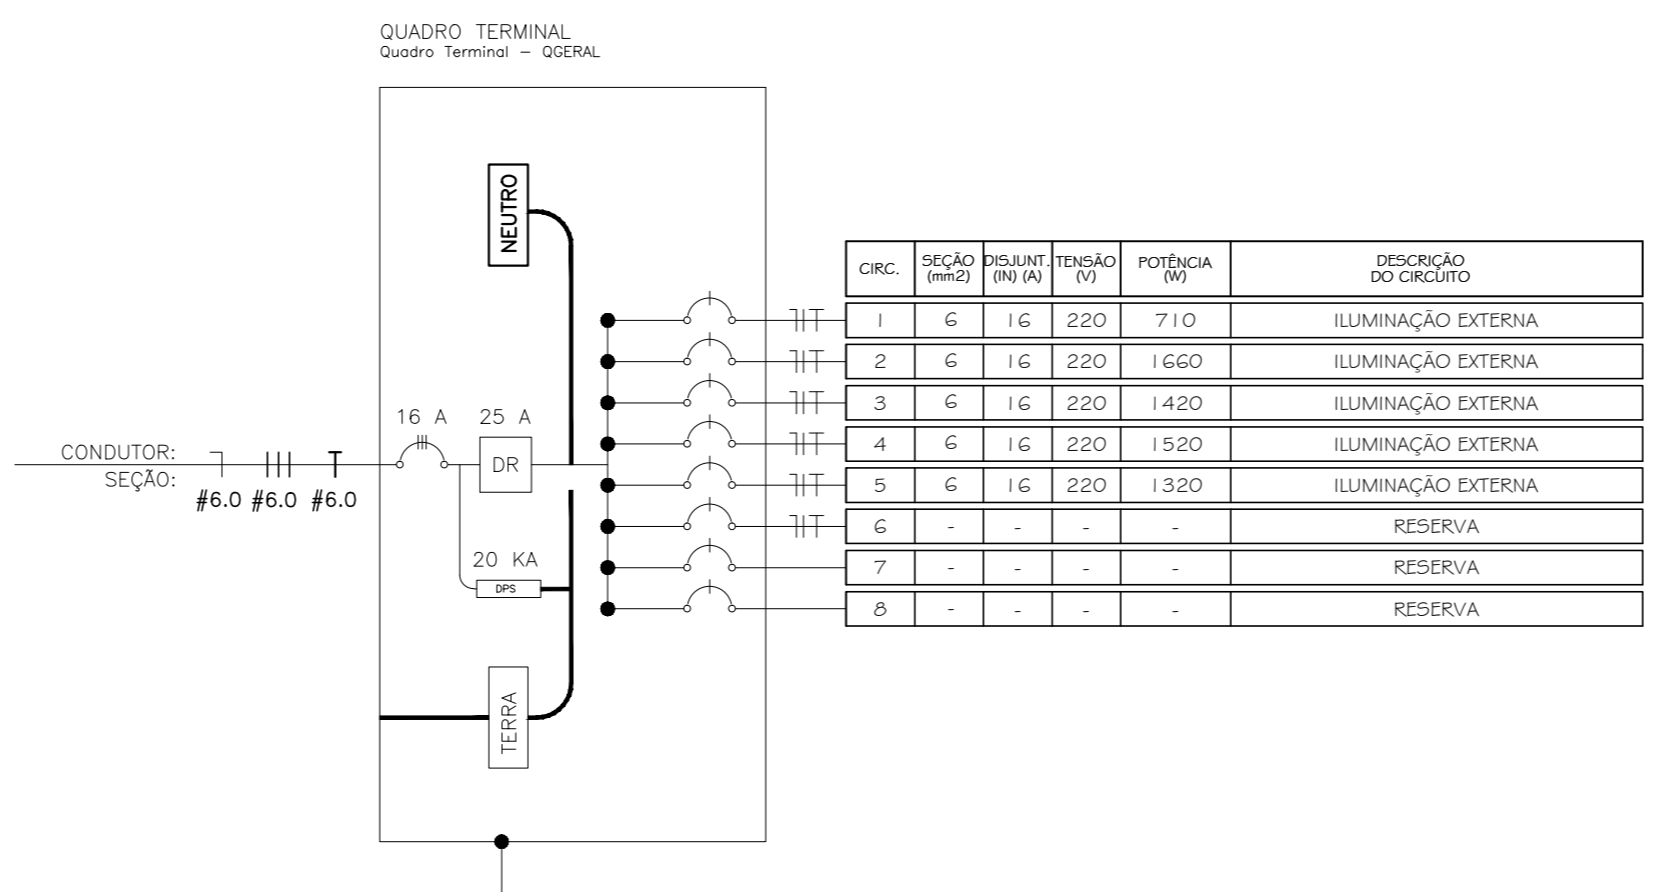 QUADRO TERMINAL
Quadro Terminal - QGERAL
NEUTRO
CIRC. SEÇÃO (mm2) DISJUNT. (IN) (A) TENSÃO (V) POTÊNCIA (W) DESCRIÇÃO DO CIRCUITO
1 6 16 220 710 ILUMINAÇÃO EXTERNA
2 6 16 220 1660 ILUMINAÇÃO EXTERNA
3 6 16 220 1420 ILUMINAÇÃO EXTERNA
4 6 16 220 1520 ILUMINAÇÃO EXTERNA
5 6 16 220 1320 ILUMINAÇÃO EXTERNA
6 - - - - RESERVA
7 - - - - RESERVA
8 - - - - RESERVA
16 A 25 A
CONDUTOR:
DR
SEÇÃO:
#6.0 #6.0 #6.0
20 KA
DPS
TERRA